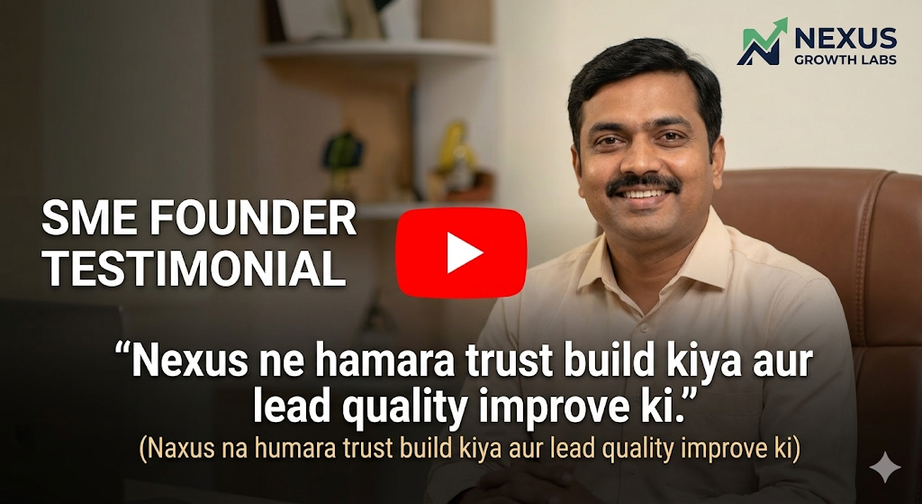 NEXUS
GROWTH LABS
SME FOUNDER
TESTIMONIAL
“Nexus ne hamara trust build kiya aur
lead quality improve ki.”
(Naxus na humara trust build kiya aur lead quality improve ki)